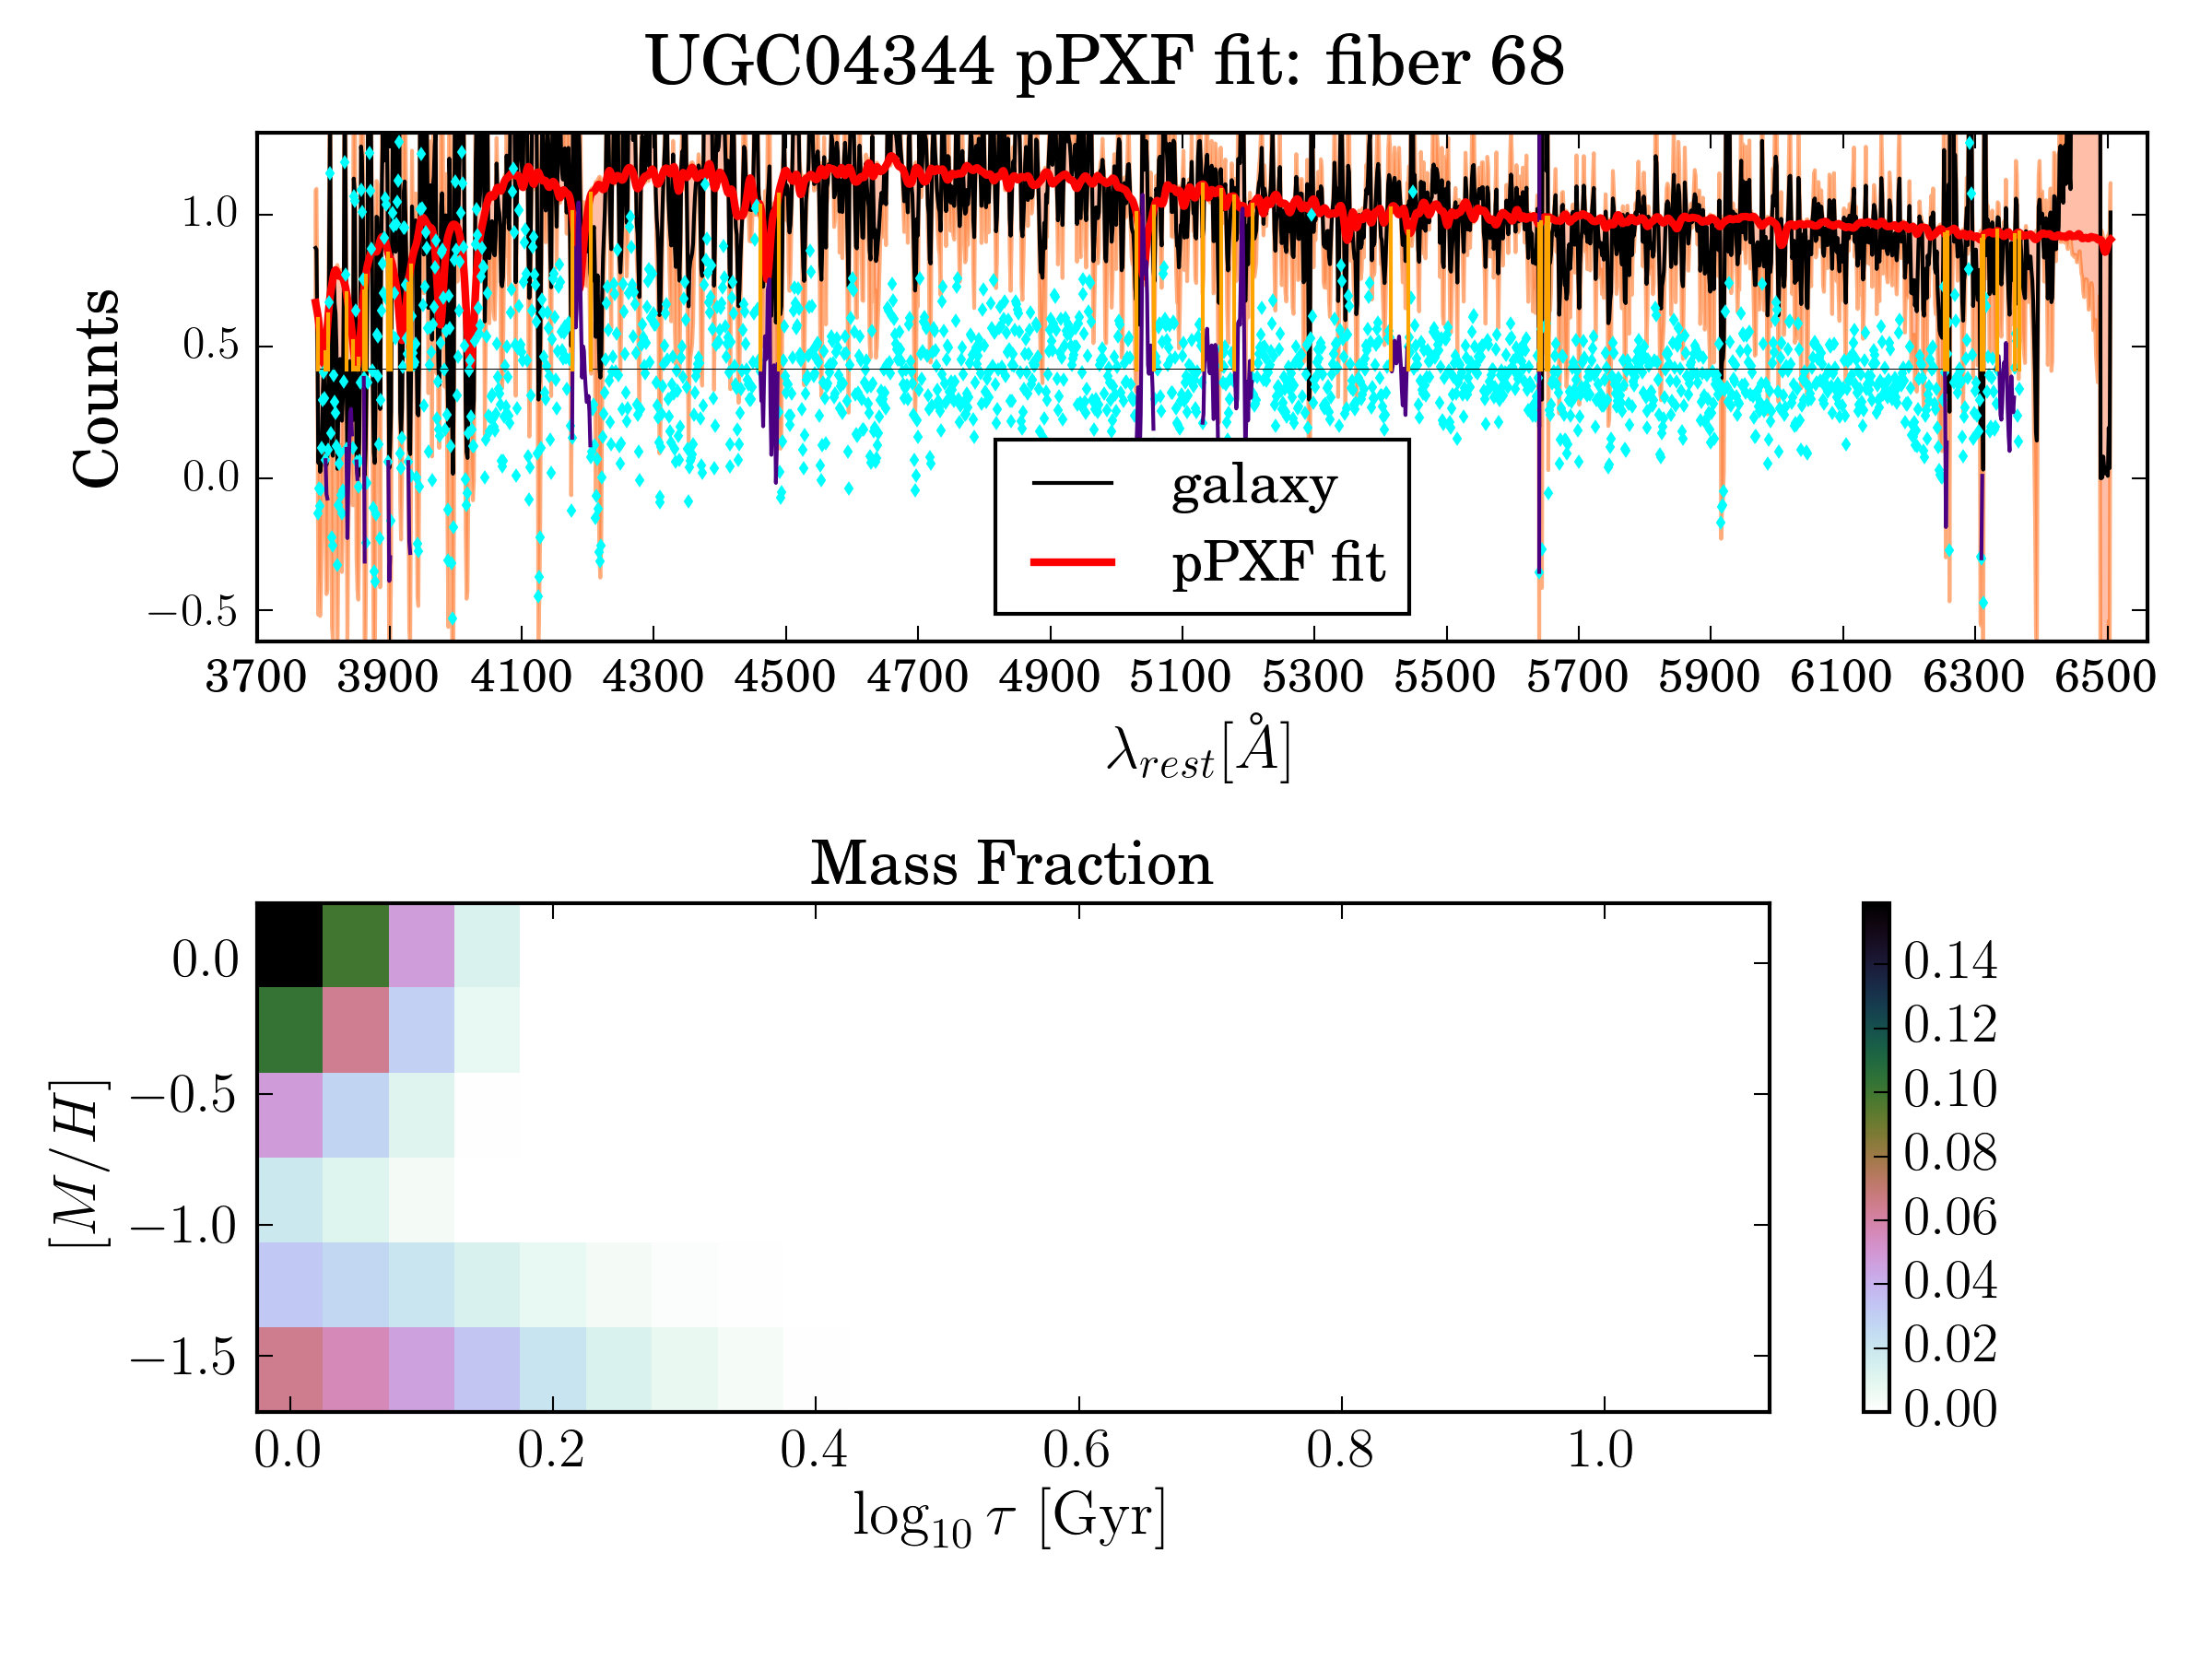 UGC04344 pPXF fit: fiber 68
Counts
1.0
0.5
0.0
−0.5
galaxy
pPXF fit
3700 3900 4100 4300 4500 4700 4900 5100 5300 5500 5700 5900 6100 6300 6500
λrest[Å]
Mass Fraction
[M/H]
0.0
−0.5
−1.0
−1.5
0.0 0.2 0.4 0.6 0.8 1.0
log10 τ [Gyr]
0.14
0.12
0.10
0.08
0.06
0.04
0.02
0.00